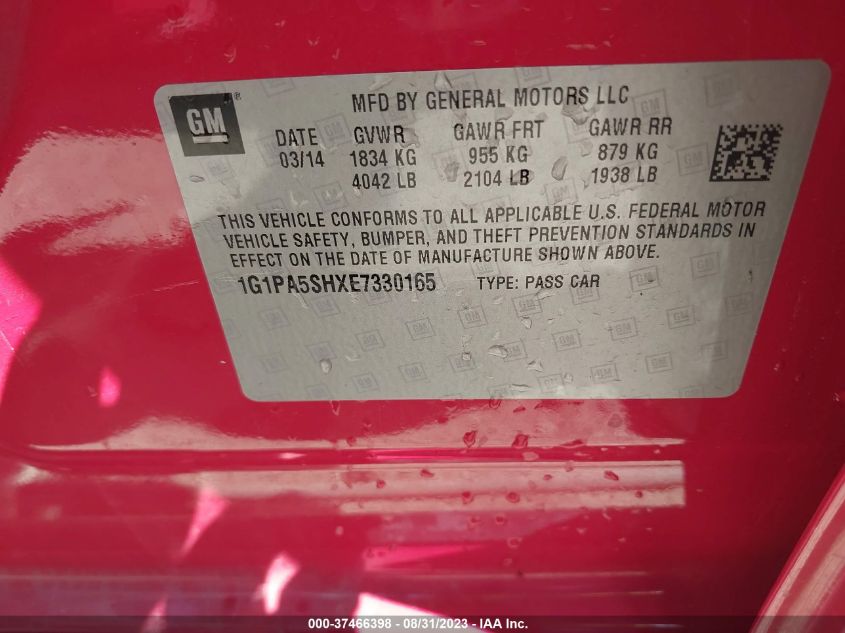 GM ®
MFD BY GENERAL MOTORS LLC
DATE GVWR GAWR FRT GAWR RR
03/14 1834 KG 955 KG 879 KG
4042 LB 2104 LB 1938 LB
THIS VEHICLE CONFORMS TO ALL APPLICABLE U.S. FEDERAL MOTOR
VEHICLE SAFETY, BUMPER, AND THEFT PREVENTION STANDARDS IN
EFFECT ON THE DATE OF MANUFACTURE SHOWN ABOVE.
1G1PA5SHXE7330165 TYPE: PASS CAR
000-37466398 - 08/31/2023 - IAA Inc.